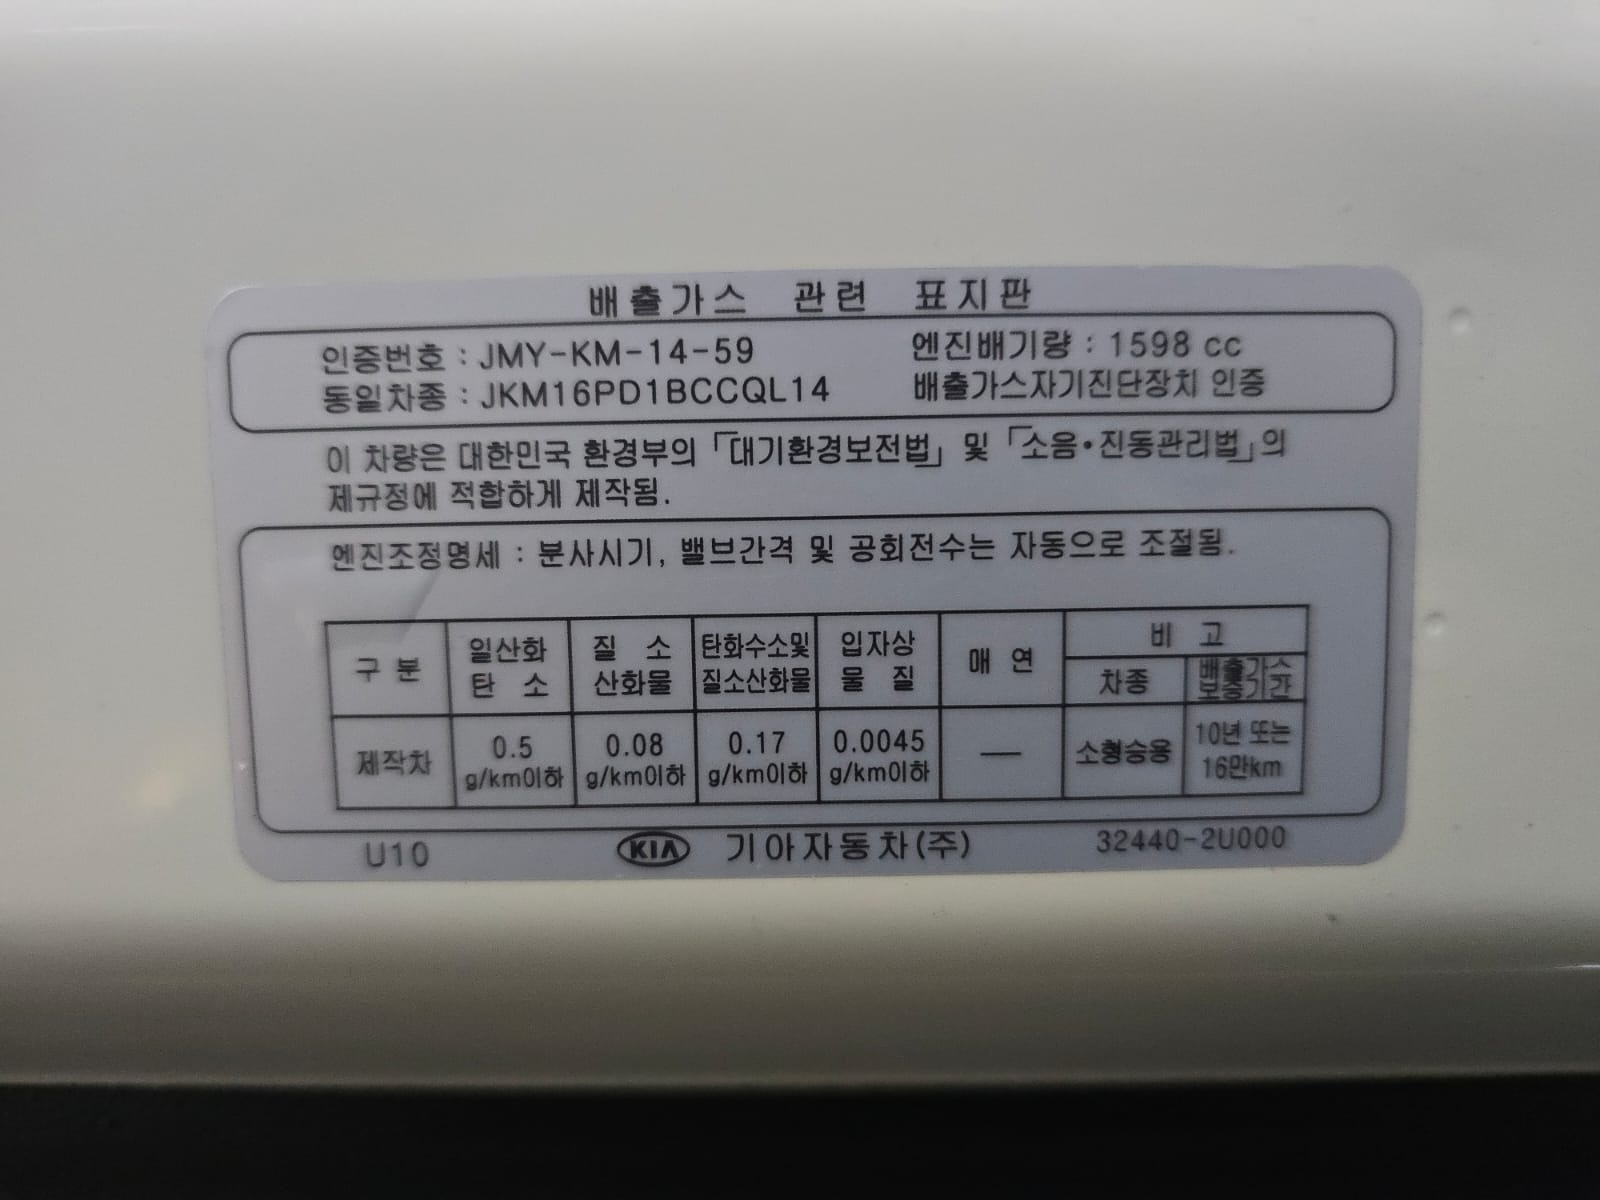 배출가스 관련 표지판
인증번호 : JMY-KM-14-59 엔진배기량 : 1598 cc
동일차종 : JKM16PD1BCCQL14 배출가스자기진단장치 인증
이 차량은 대한민국 환경부의 「대기환경보전법」 및 「소음·진동관리법」의
제규정에 적합하게 제작됨.
엔진조정명세 : 분사시기, 밸브간격 및 공회전수는 자동으로 조절됨.
구 분 일산화 탄 소 질 소 산화물 탄화수소및 질소산화물 입자상 물 질 매 연 비 고
차종 배출가스 보증기간
제작차 0.5 g/km이하 0.08 g/km이하 0.17 g/km이하 0.0045 g/km이하 — 소형승용 10년 또는 16만km
U10 KIA 기아자동차(주) 32440-2U000